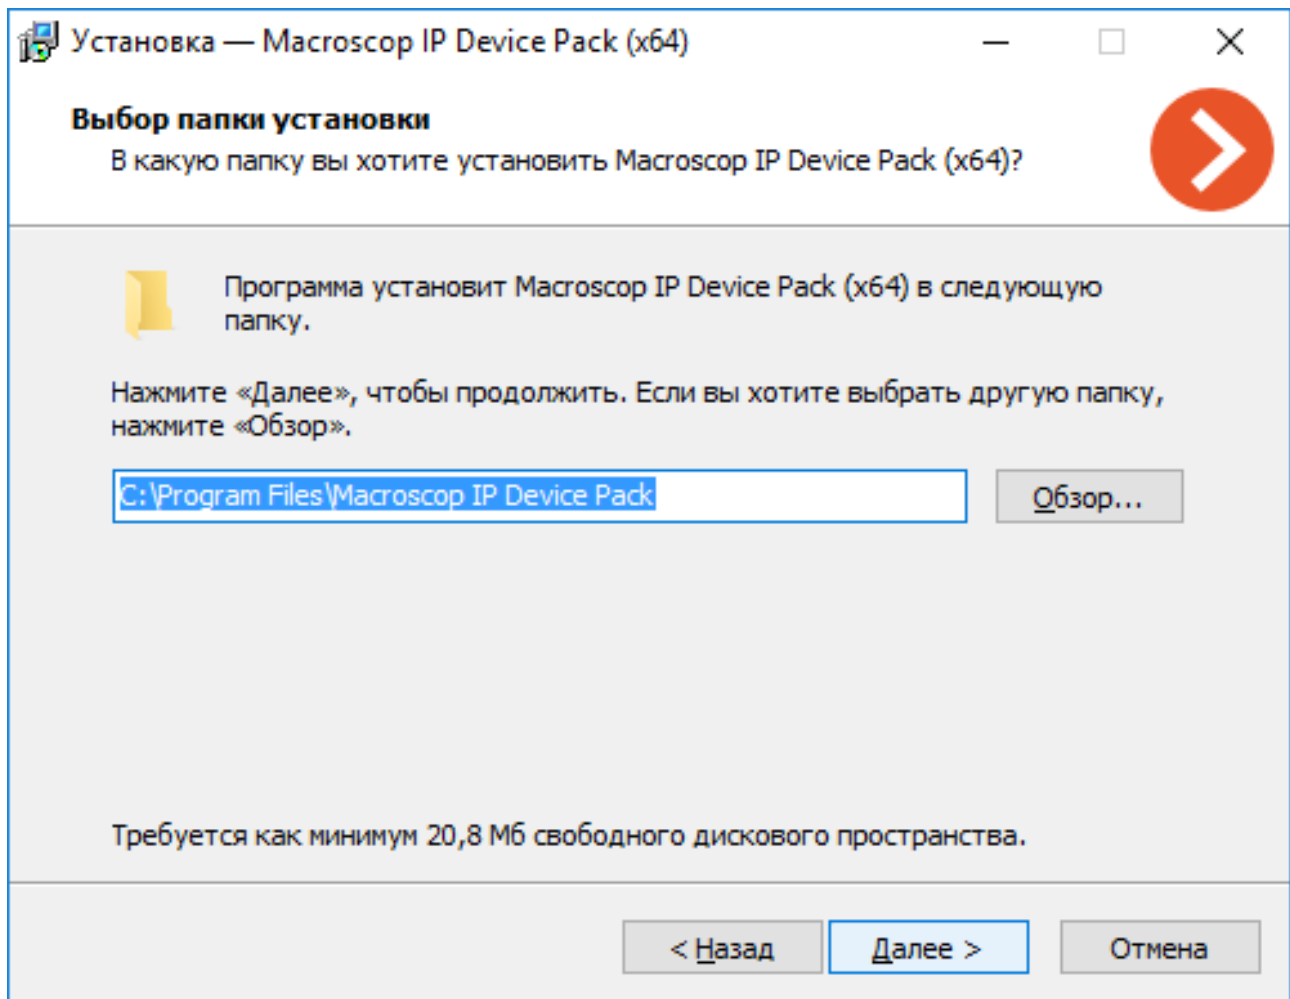 Установка — Macroscop IP Device Pack (x64)
Выбор папки установки
В какую папку вы хотите установить Macroscop IP Device Pack (x64)?
Программа установит Macroscop IP Device Pack (x64) в следующую
папку.
Нажмите «Далее», чтобы продолжить. Если вы хотите выбрать другую папку,
нажмите «Обзор».
C:\Program Files\Macroscop IP Device Pack
Обзор...
Требуется как минимум 20,8 Мб свободного дискового пространства.
< Назад
Далее >
Отмена